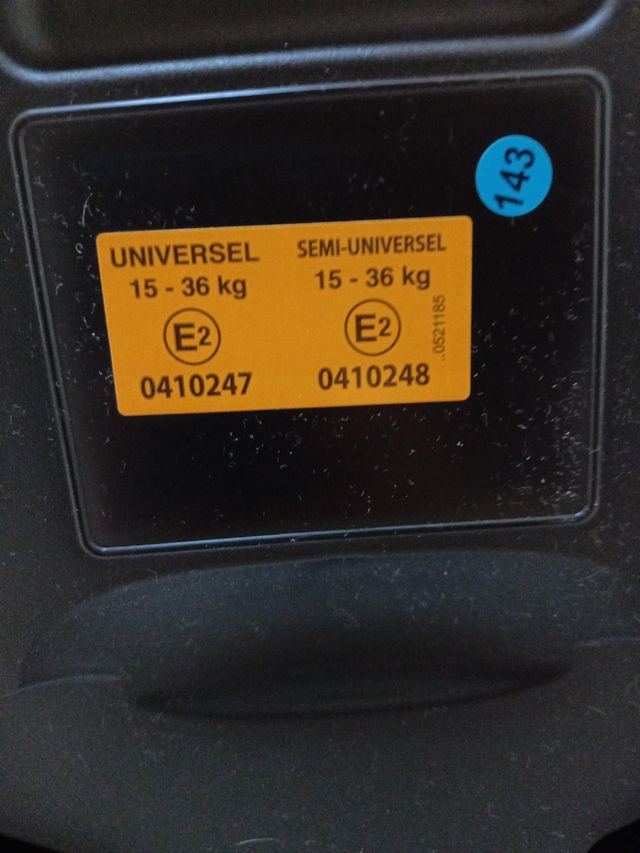 143
UNIVERSEL
15 - 36 kg
E2
0410247
SEMI-UNIVERSEL
15 - 36 kg
E2
0410248
..0521185